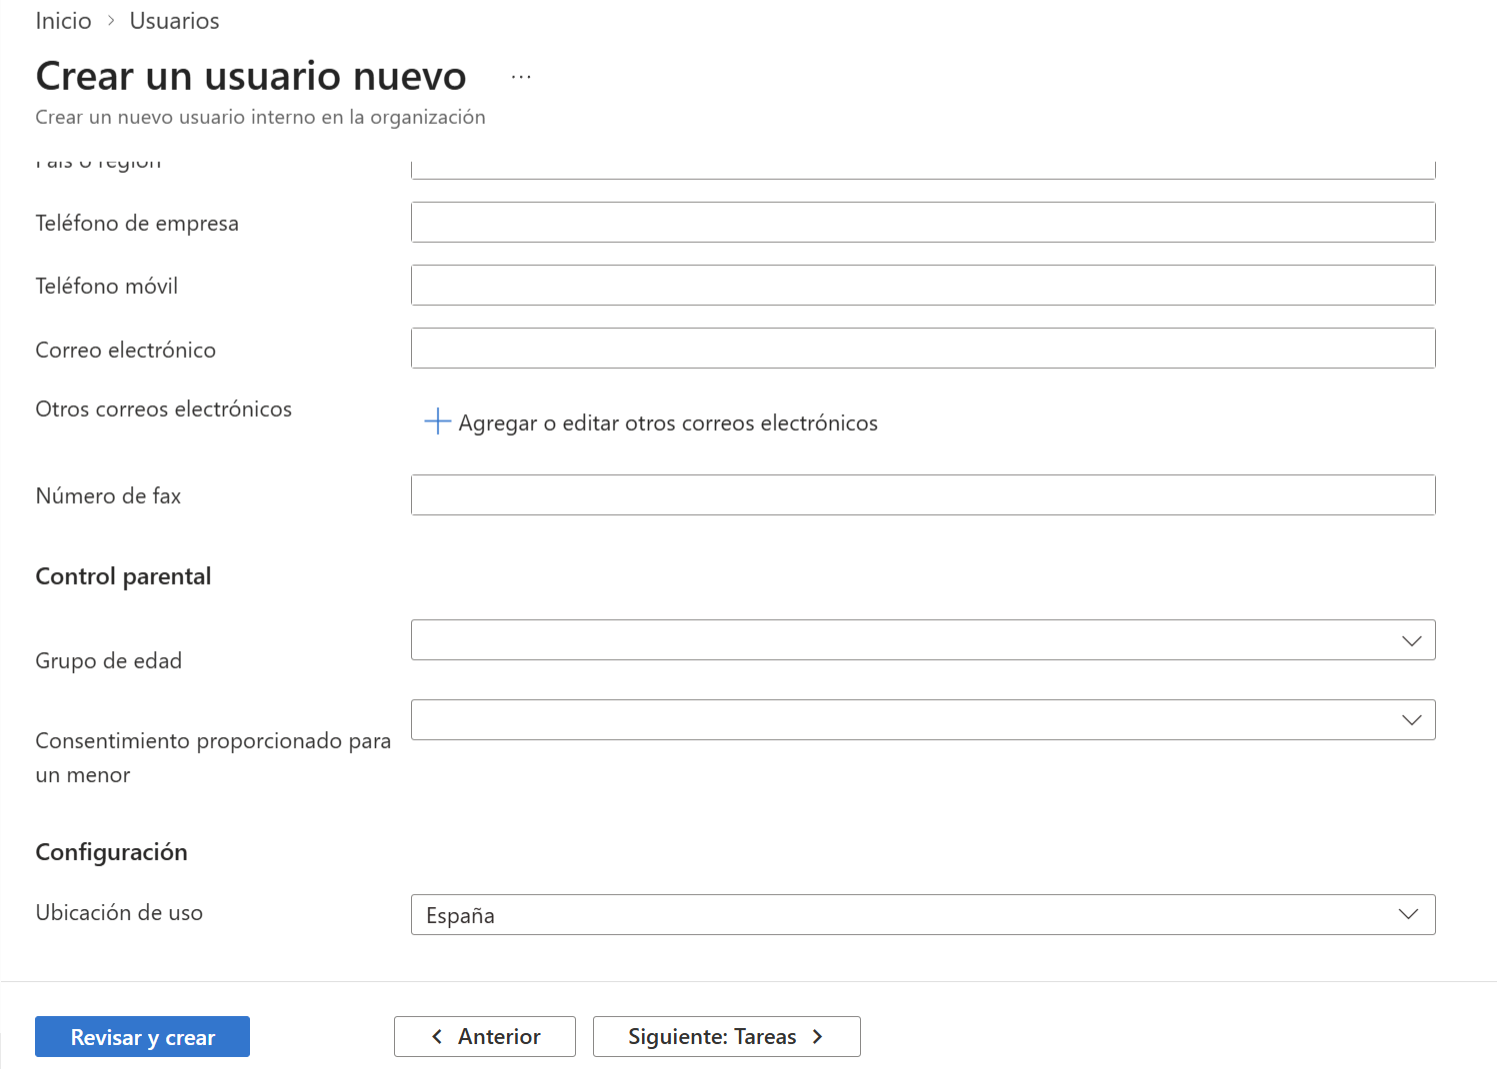 Inicio > Usuarios
Crear un usuario nuevo ...
Crear un nuevo usuario interno en la organización
País o región
Teléfono de empresa
Teléfono móvil
Correo electrónico
Otros correos electrónicos
Agregar o editar otros correos electrónicos
Número de fax
Control parental
Grupo de edad
Consentimiento proporcionado para
un menor
Configuración
Ubicación de uso
España
Revisar y crear
Anterior
Siguiente: Tareas